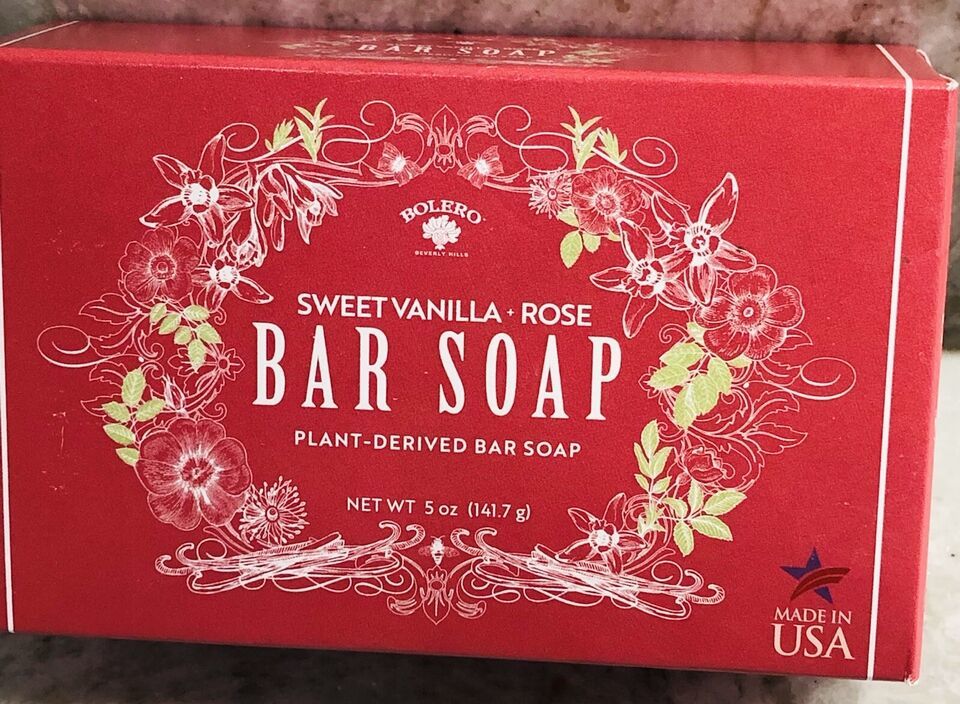 BAR SOAP
BOLERO
BEVERLY HILLS
SWEET VANILLA + ROSE
BAR SOAP
PLANT-DERIVED BAR SOAP
NET WT 5 oz (141.7 g)
MADE IN
USA